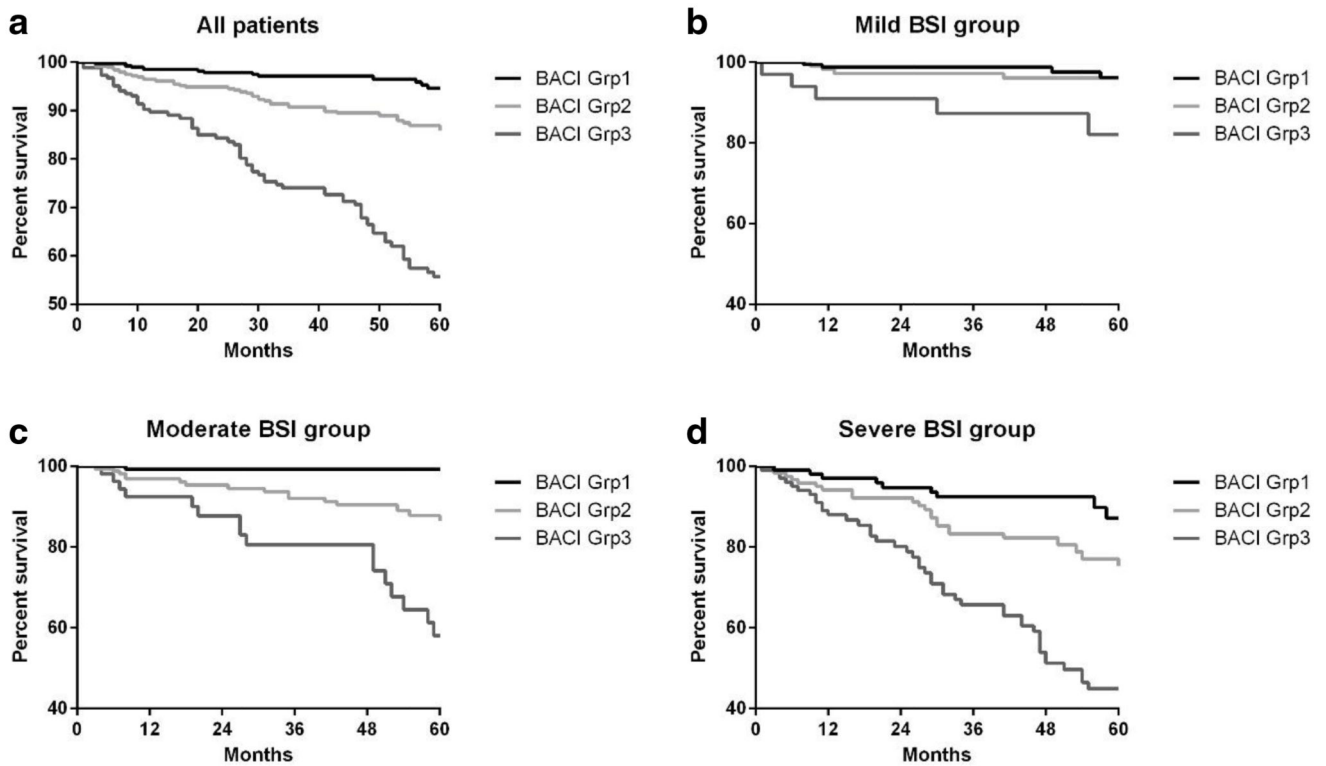 a
All patients
Percent survival
100
90
80
70
60
50
0 10 20 30 40 50 60
Months
BACI Grp1
BACI Grp2
BACI Grp3
b
Mild BSI group
Percent survival
100
80
60
40
0 12 24 36 48 60
Months
BACI Grp1
BACI Grp2
BACI Grp3
c
Moderate BSI group
Percent survival
100
80
60
40
0 12 24 36 48 60
Months
BACI Grp1
BACI Grp2
BACI Grp3
d
Severe BSI group
Percent survival
100
80
60
40
0 12 24 36 48 60
Months
BACI Grp1
BACI Grp2
BACI Grp3